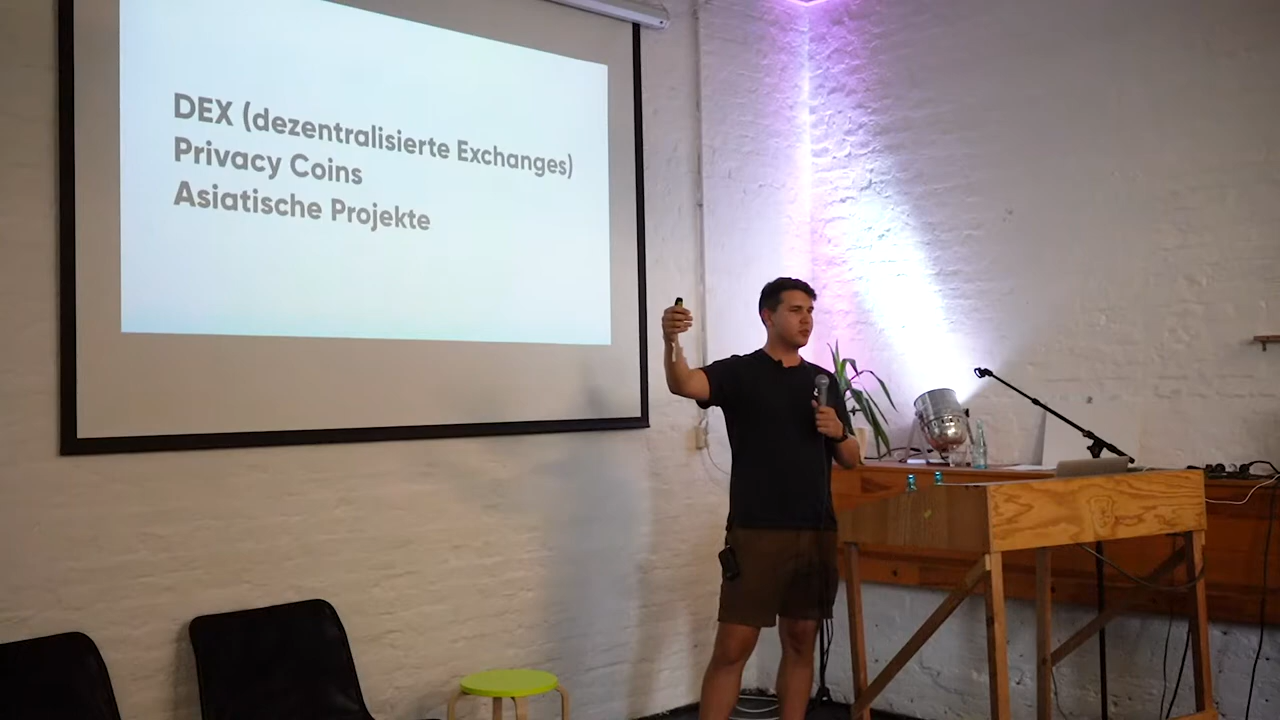 DEX (dezentralisierte Exchanges)
Privacy Coins
Asiatische Projekte